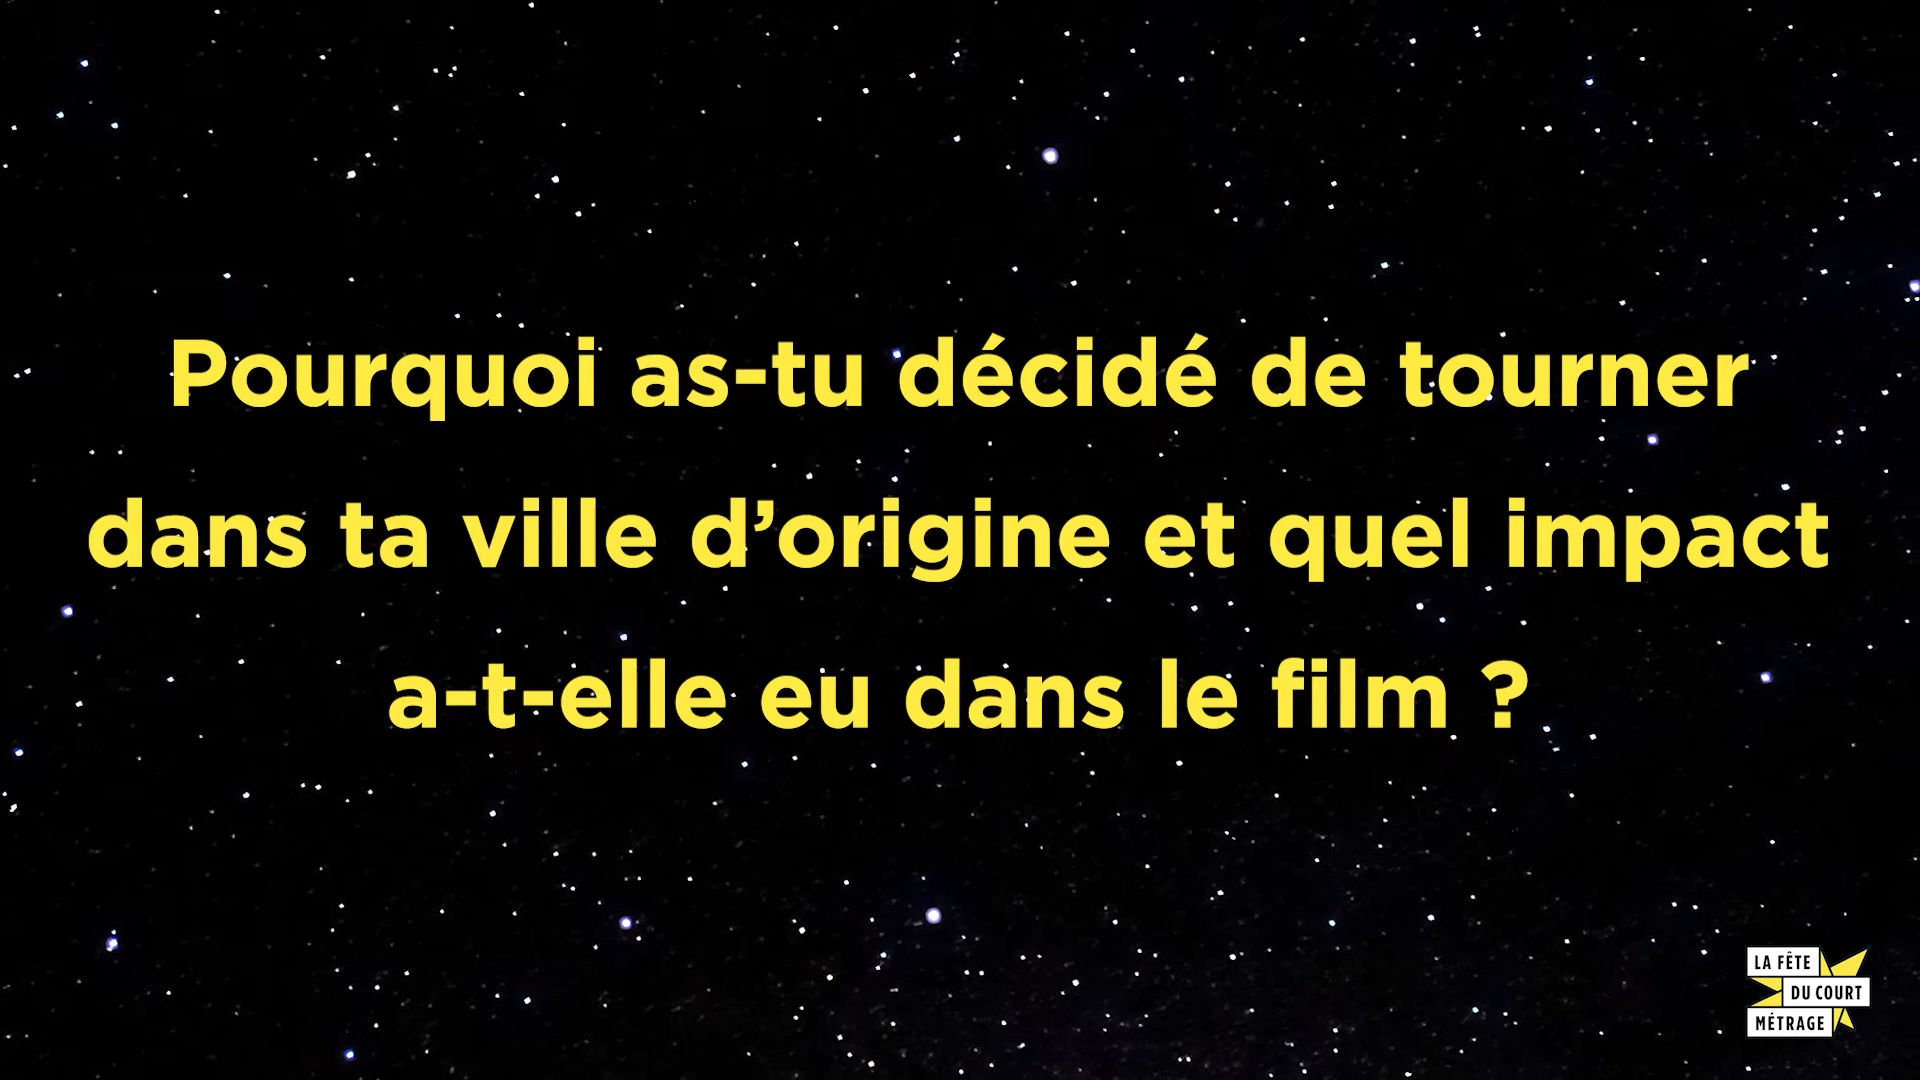 Pourquoi as-tu décidé de tourner
dans ta ville d’origine et quel impact
a-t-elle eu dans le film ?
LA FÊTE
DU COURT
MÉTRAGE